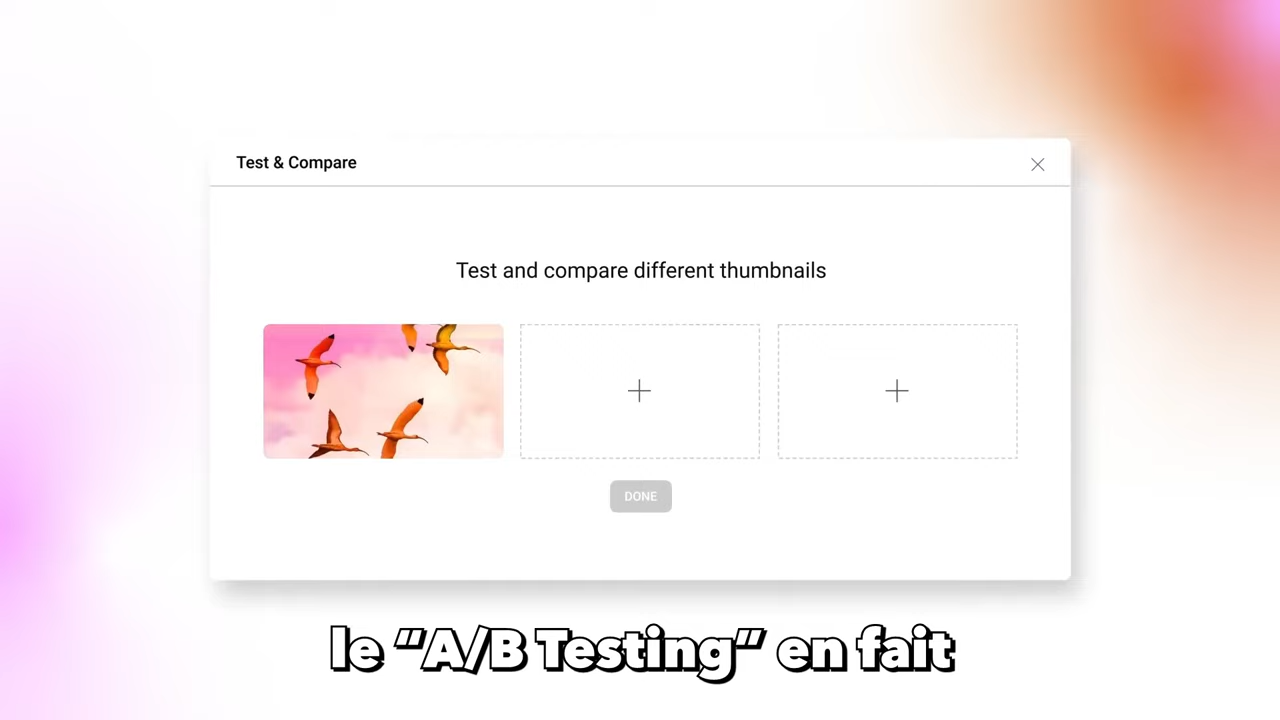 Test & Compare
Test and compare different thumbnails
DONE
le “A/B Testing” en fait